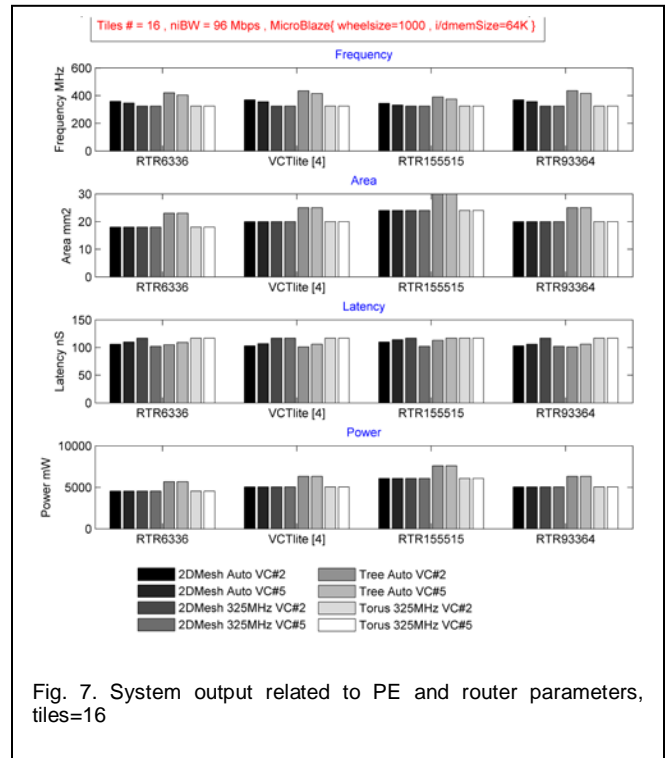 Tiles # = 16 , niBW = 96 Mbps , MicroBlaze{ wheelsize=1000 , i/dmemSize=64K }
Frequency
Frequency MHz
600
400
200
0
RTR6336 VCTlite [4] RTR155515 RTR93364
Area
Area mm2
30
20
10
0
RTR6336 VCTlite [4] RTR155515 RTR93364
Latency
Latency nS
150
100
50
0
RTR6336 VCTlite [4] RTR155515 RTR93364
Power
Power mW
10000
5000
0
RTR6336 VCTlite [4] RTR155515 RTR93364
2DMesh Auto VC#2
2DMesh Auto VC#5
2DMesh 325MHz VC#2
2DMesh 325MHz VC#5
Tree Auto VC#2
Tree Auto VC#5
Torus 325MHz VC#2
Torus 325MHz VC#5
Fig. 7. System output related to PE and router parameters,
tiles=16